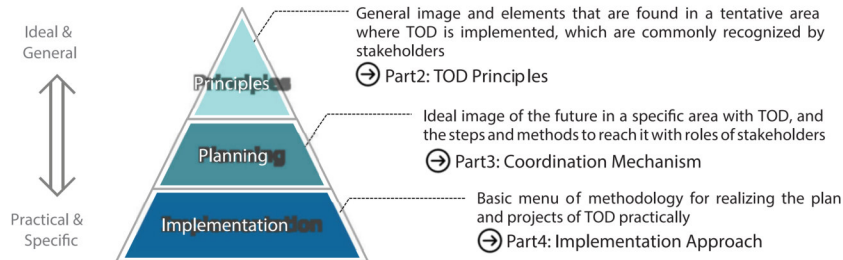 Ideal &
General
Practical &
Specific
Principles
Planning
Implementation
General image and elements that are found in a tentative area
where TOD is implemented, which are commonly recognized by
stakeholders
Part2: TOD Principles
Ideal image of the future in a specific area with TOD, and
the steps and methods to reach it with roles of stakeholders
Part3: Coordination Mechanism
Basic menu of methodology for realizing the plan
and projects of TOD practically
Part4: Implementation Approach